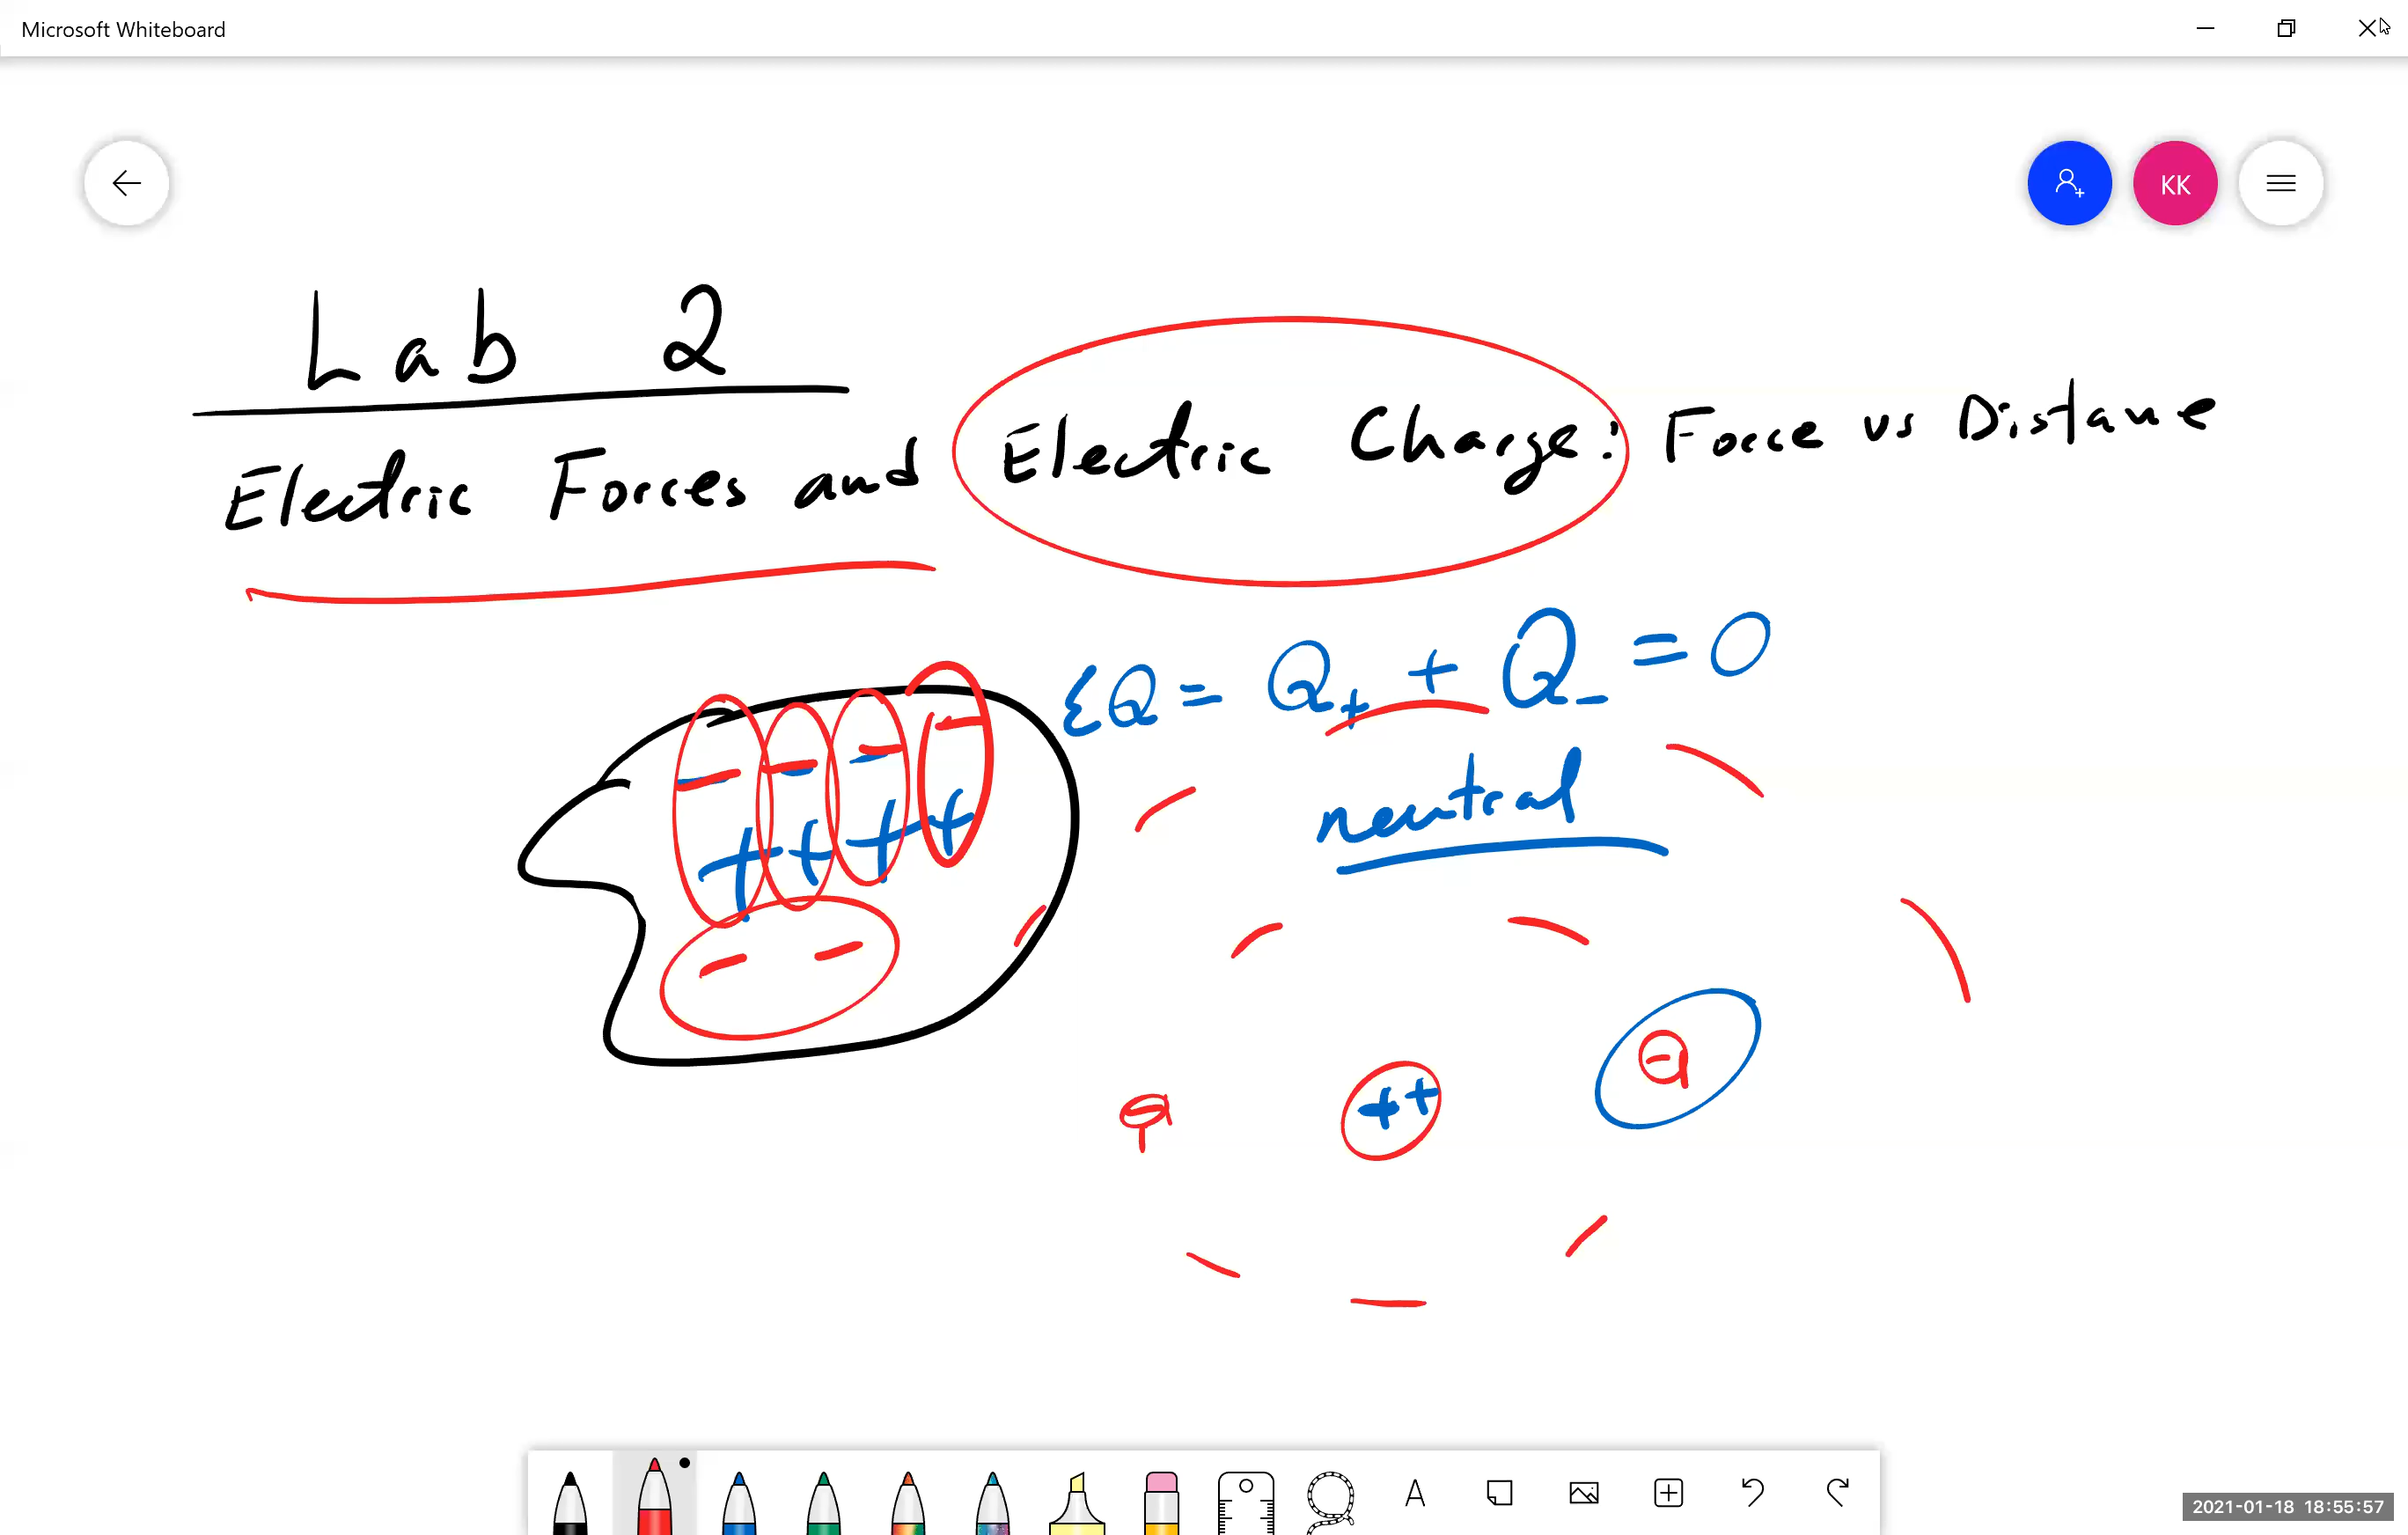 Microsoft Whiteboard
KK
Lab 2
Electric Forces and Electric Charge: Force vs Distance
ΣQ = Q₊ + Q₋ = 0
neutral
- - - -
+ + + +
- -
- ++ -
2021-01-18 18:55:57